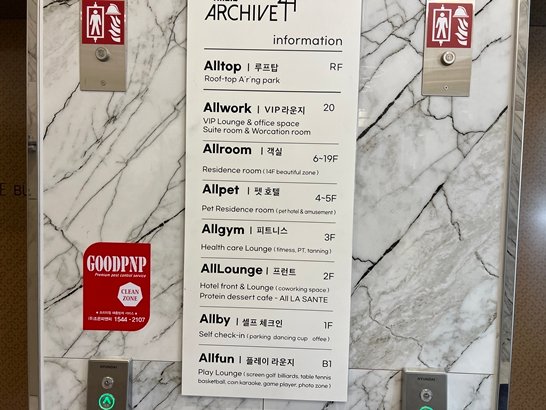 ARCHIVE
information
Alltop | 루프탑 RF
Roof-top A'r'ng park
Allwork | VIP라운지 20
VIP Lounge & office space
Suite room & Worcation room
Allroom | 객실 6~19F
Residence room (14F beautiful zone)
Allpet | 펫 호텔 4~5F
Pet Residence room (pet hotel & amusement)
Allgym | 피트니스 3F
Health care Lounge (fitness, PT, tanning)
AllLounge | 프런트 2F
Hotel front & Lounge (coworking space)
Protein dessert cafe - All LA SANTE
Allby | 셀프 체크인 1F
Self check-in (parking dancing cup offee)
Allfun | 플레이 라운지 B1
Play Lounge (screen golf billiards, table tennis
basketball, coin karaoke, game player, photo zone)
GOODPNP
Premium pest control service
CLEAN
ZONE
1544-2107
HYUNDAI
HYUNDAI